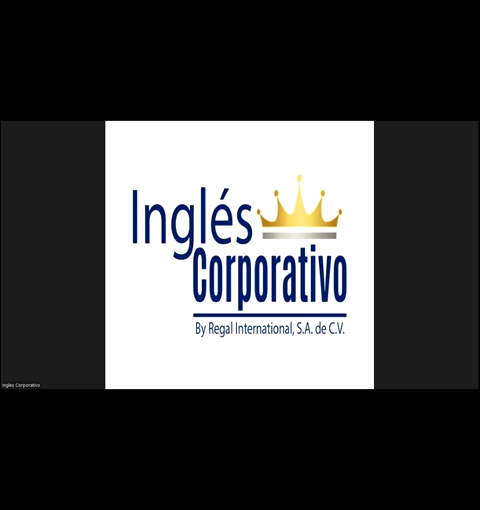 Inglés
Corporativo
By Regal International, S.A. de C.V.
Ingles Corporativo